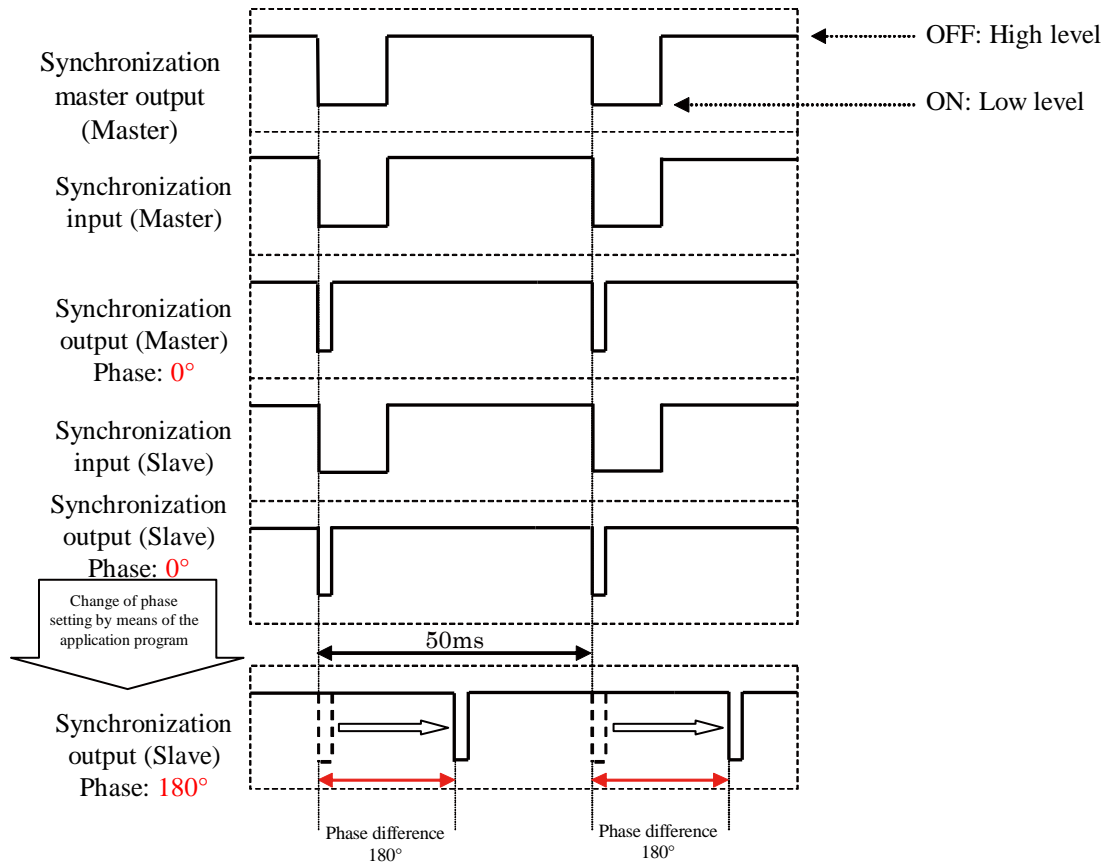 Synchronization
master output
(Master)
OFF: High level
ON: Low level
Synchronization
input (Master)
Synchronization
output (Master)
Phase: 0°
Synchronization
input (Slave)
Synchronization
output (Slave)
Phase: 0°
Change of phase
setting by means of the
application program
50ms
Synchronization
output (Slave)
Phase: 180°
Phase difference
180°
Phase difference
180°